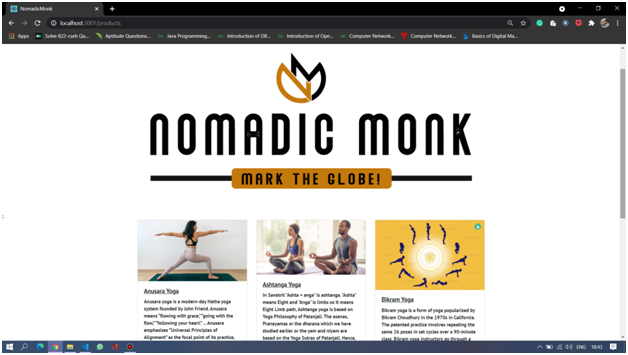 NomadicMonk
localhost:3001/products
Apps
Solve B22-cseh Qu...
Aptitude Questions...
Java Programming...
Introduction of DB...
Introduction of Ope...
Computer Network...
Computer Network...
Basics of Digital Ma...
NOMADIC MONK
MARK THE GLOBE!
Anusara Yoga
Anusara yoga is a modern-day Hatha yoga
system founded by John Friend. Anusara
means "flowing with grace," "going with the
flow," "following your heart,"... Anusara
emphasizes "Universal Principles of
Alignment" as the focal point of its practice,
Ashtanga Yoga
In Sanskrit "Ashta + anga" is ashtanga. "Ashta"
means Eight and "Anga" is limbs so it means
Eight Limb path, Ashtanga yoga is based on
Yoga Philosophy of Patanjali. The asanas,
Pranayamas or the dharana which we have
studied earlier or the yam and niyam are
based on the Yoga Sutras of Patanjali. Hence,
Bikram Yoga
Bikram yoga is a form of yoga popularized by
Bikram Choudhury in the 1970s in California.
The patented practice involves repeating the
same 26 poses in set cycles over a 90-minute
class. Bikram yoga instructors go through a
ENG
18:43